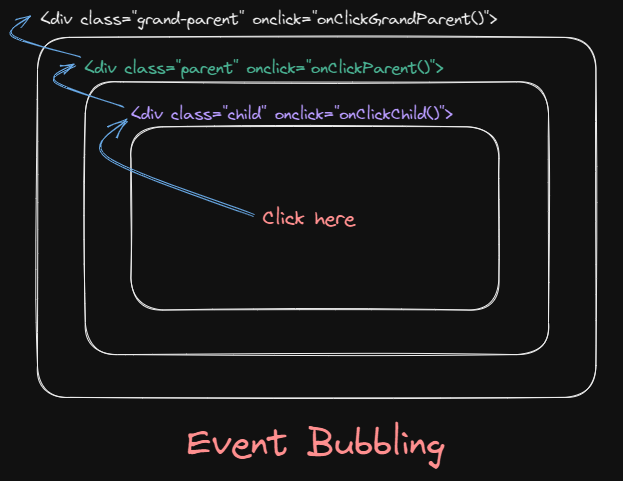 <div class="grand-parent" onclick="onClickGrandParent()">
<div class="parent" onclick="onClickParent()">
<div class="child" onclick="onClickChild()">
Click here
Event Bubbling